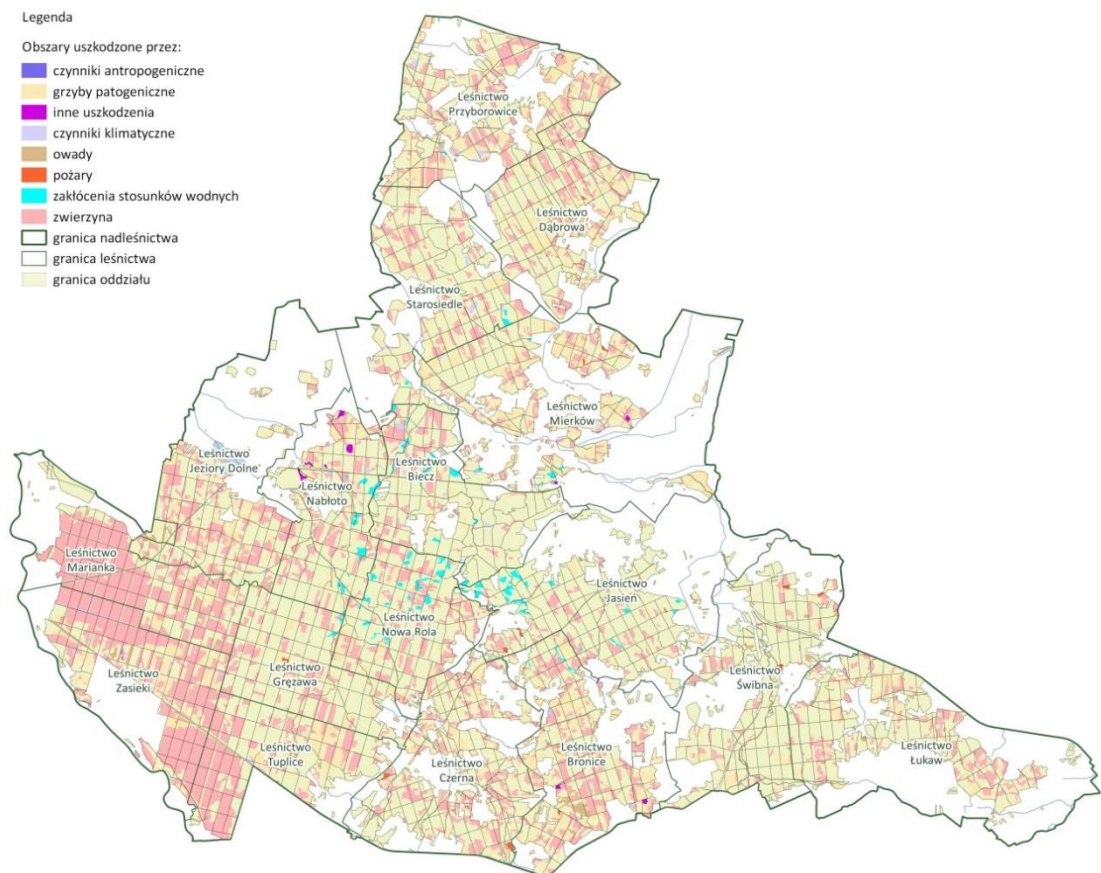 Legenda
Obszary uszkodzone przez:
czynniki antropogeniczne
grzyby patogeniczne
inne uszkodzenia
czynniki klimatyczne
owady
pożary
zakłócenia stosunków wodnych
zwierzyna
granica nadleśnictwa
granica leśnictwa
granica oddziału
Leśnictwo
Przyborowice
Leśnictwo
Dąbrowa
Leśnictwo
Starosiedle
Leśnictwo
Mierków
Leśnictwo
Jeziory Dolne
Leśnictwo
Biecz
Leśnictwo
Nabłoto
Leśnictwo
Marianka
Leśnictwo
Jasień
Leśnictwo
Nowa Rola
Leśnictwo
Zasieki
Leśnictwo
Gręzawa
Leśnictwo
Świbna
Leśnictwo
Tuplice
Leśnictwo
Czerna
Leśnictwo
Bronice
Leśnictwo
Łukaw